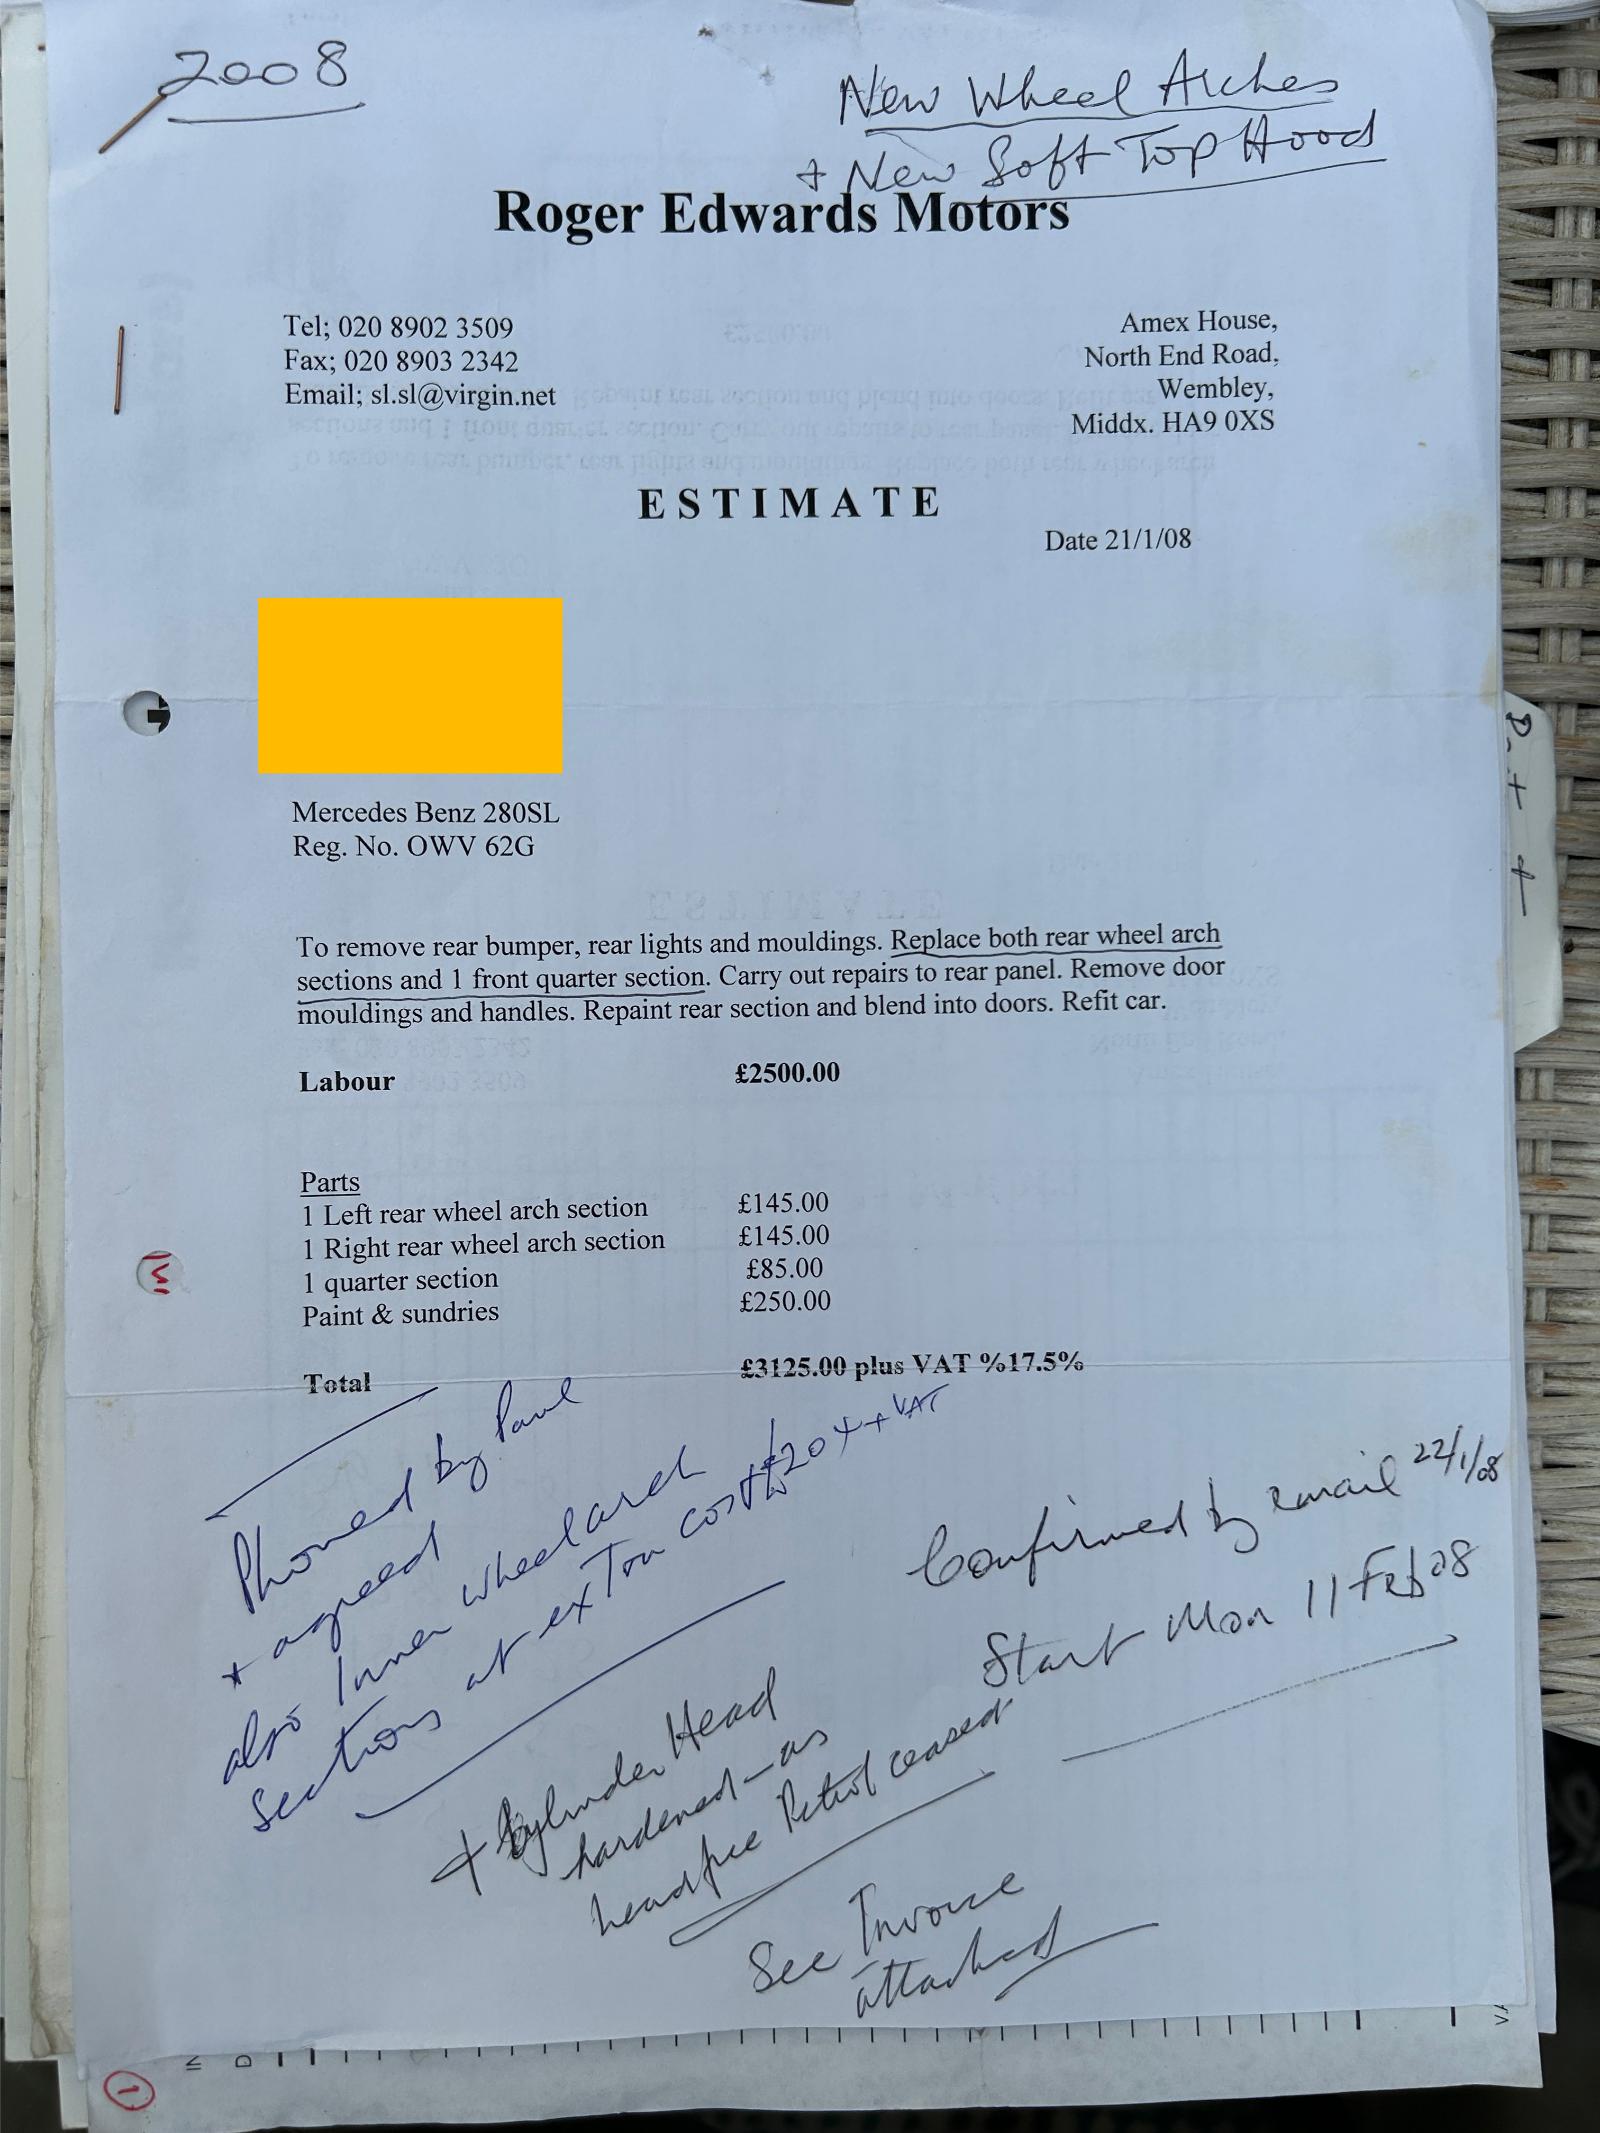 2008
New Wheel Arches
+ New Soft Top Hood
Roger Edwards Motors
Tel; 020 8902 3509
Fax; 020 8903 2342
Email; sl.sl@virgin.net
Amex House,
North End Road,
Wembley,
Middx. HA9 0XS
ESTIMATE
Date 21/1/08
Mercedes Benz 280SL
Reg. No. OWV 62G
To remove rear bumper, rear lights and mouldings. Replace both rear wheel arch
sections and 1 front quarter section. Carry out repairs to rear panel. Remove door
mouldings and handles. Repaint rear section and blend into doors. Refit car.
Labour £2500.00
Parts
1 Left rear wheel arch section £145.00
1 Right rear wheel arch section £145.00
1 quarter section £85.00
Paint & sundries £250.00
Total £3125.00 plus VAT %17.5%
Phoned by Paul
+ agreed
also Inner wheelarch
Sections at extra cost £204 + VAT
Confirmed by email 22/1/08
Start Mon 11 Feb 08
+ Cylinder Head
hardened - as
leadfree Petrol ceased
See Invoice
attached
1